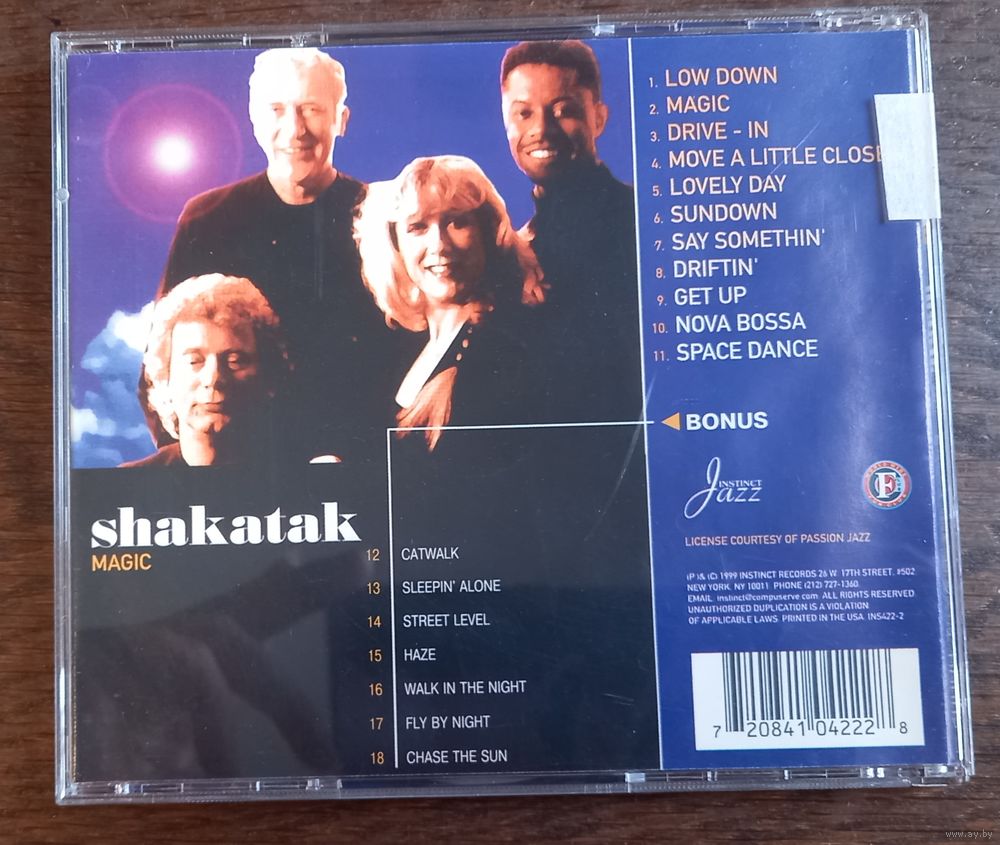 1. LOW DOWN
2. MAGIC
3. DRIVE - IN
4. MOVE A LITTLE
5. LOVELY DAY
6. SUNDOWN
7. SAY SOMETHIN'
8. DRIFTIN'
9. GET UP
10. NOVA BOSSA
11. SPACE DANCE
BONUS
INSTINCT
Jazz
E
LICENSE COURTESY OF PASSION JAZZ
(P)& (C) 1999 INSTINCT RECORDS 26 W. 17TH STREET. #502
NEW YORK. NY 10011 PHONE (212) 727-1360
EMAIL instinct@compuserve.com ALL RIGHTS RESERVED
UNAUTHORIZED DUPLICATION IS A VIOLATION
OF APPLICABLE LAWS PRINTED IN THE USA INS422-2
7 20841 04222 8
shakatak
MAGIC
12 CATWALK
13 SLEEPIN' ALONE
14 STREET LEVEL
15 HAZE
16 WALK IN THE NIGHT
17 FLY BY NIGHT
18 CHASE THE SUN
www.ay.by